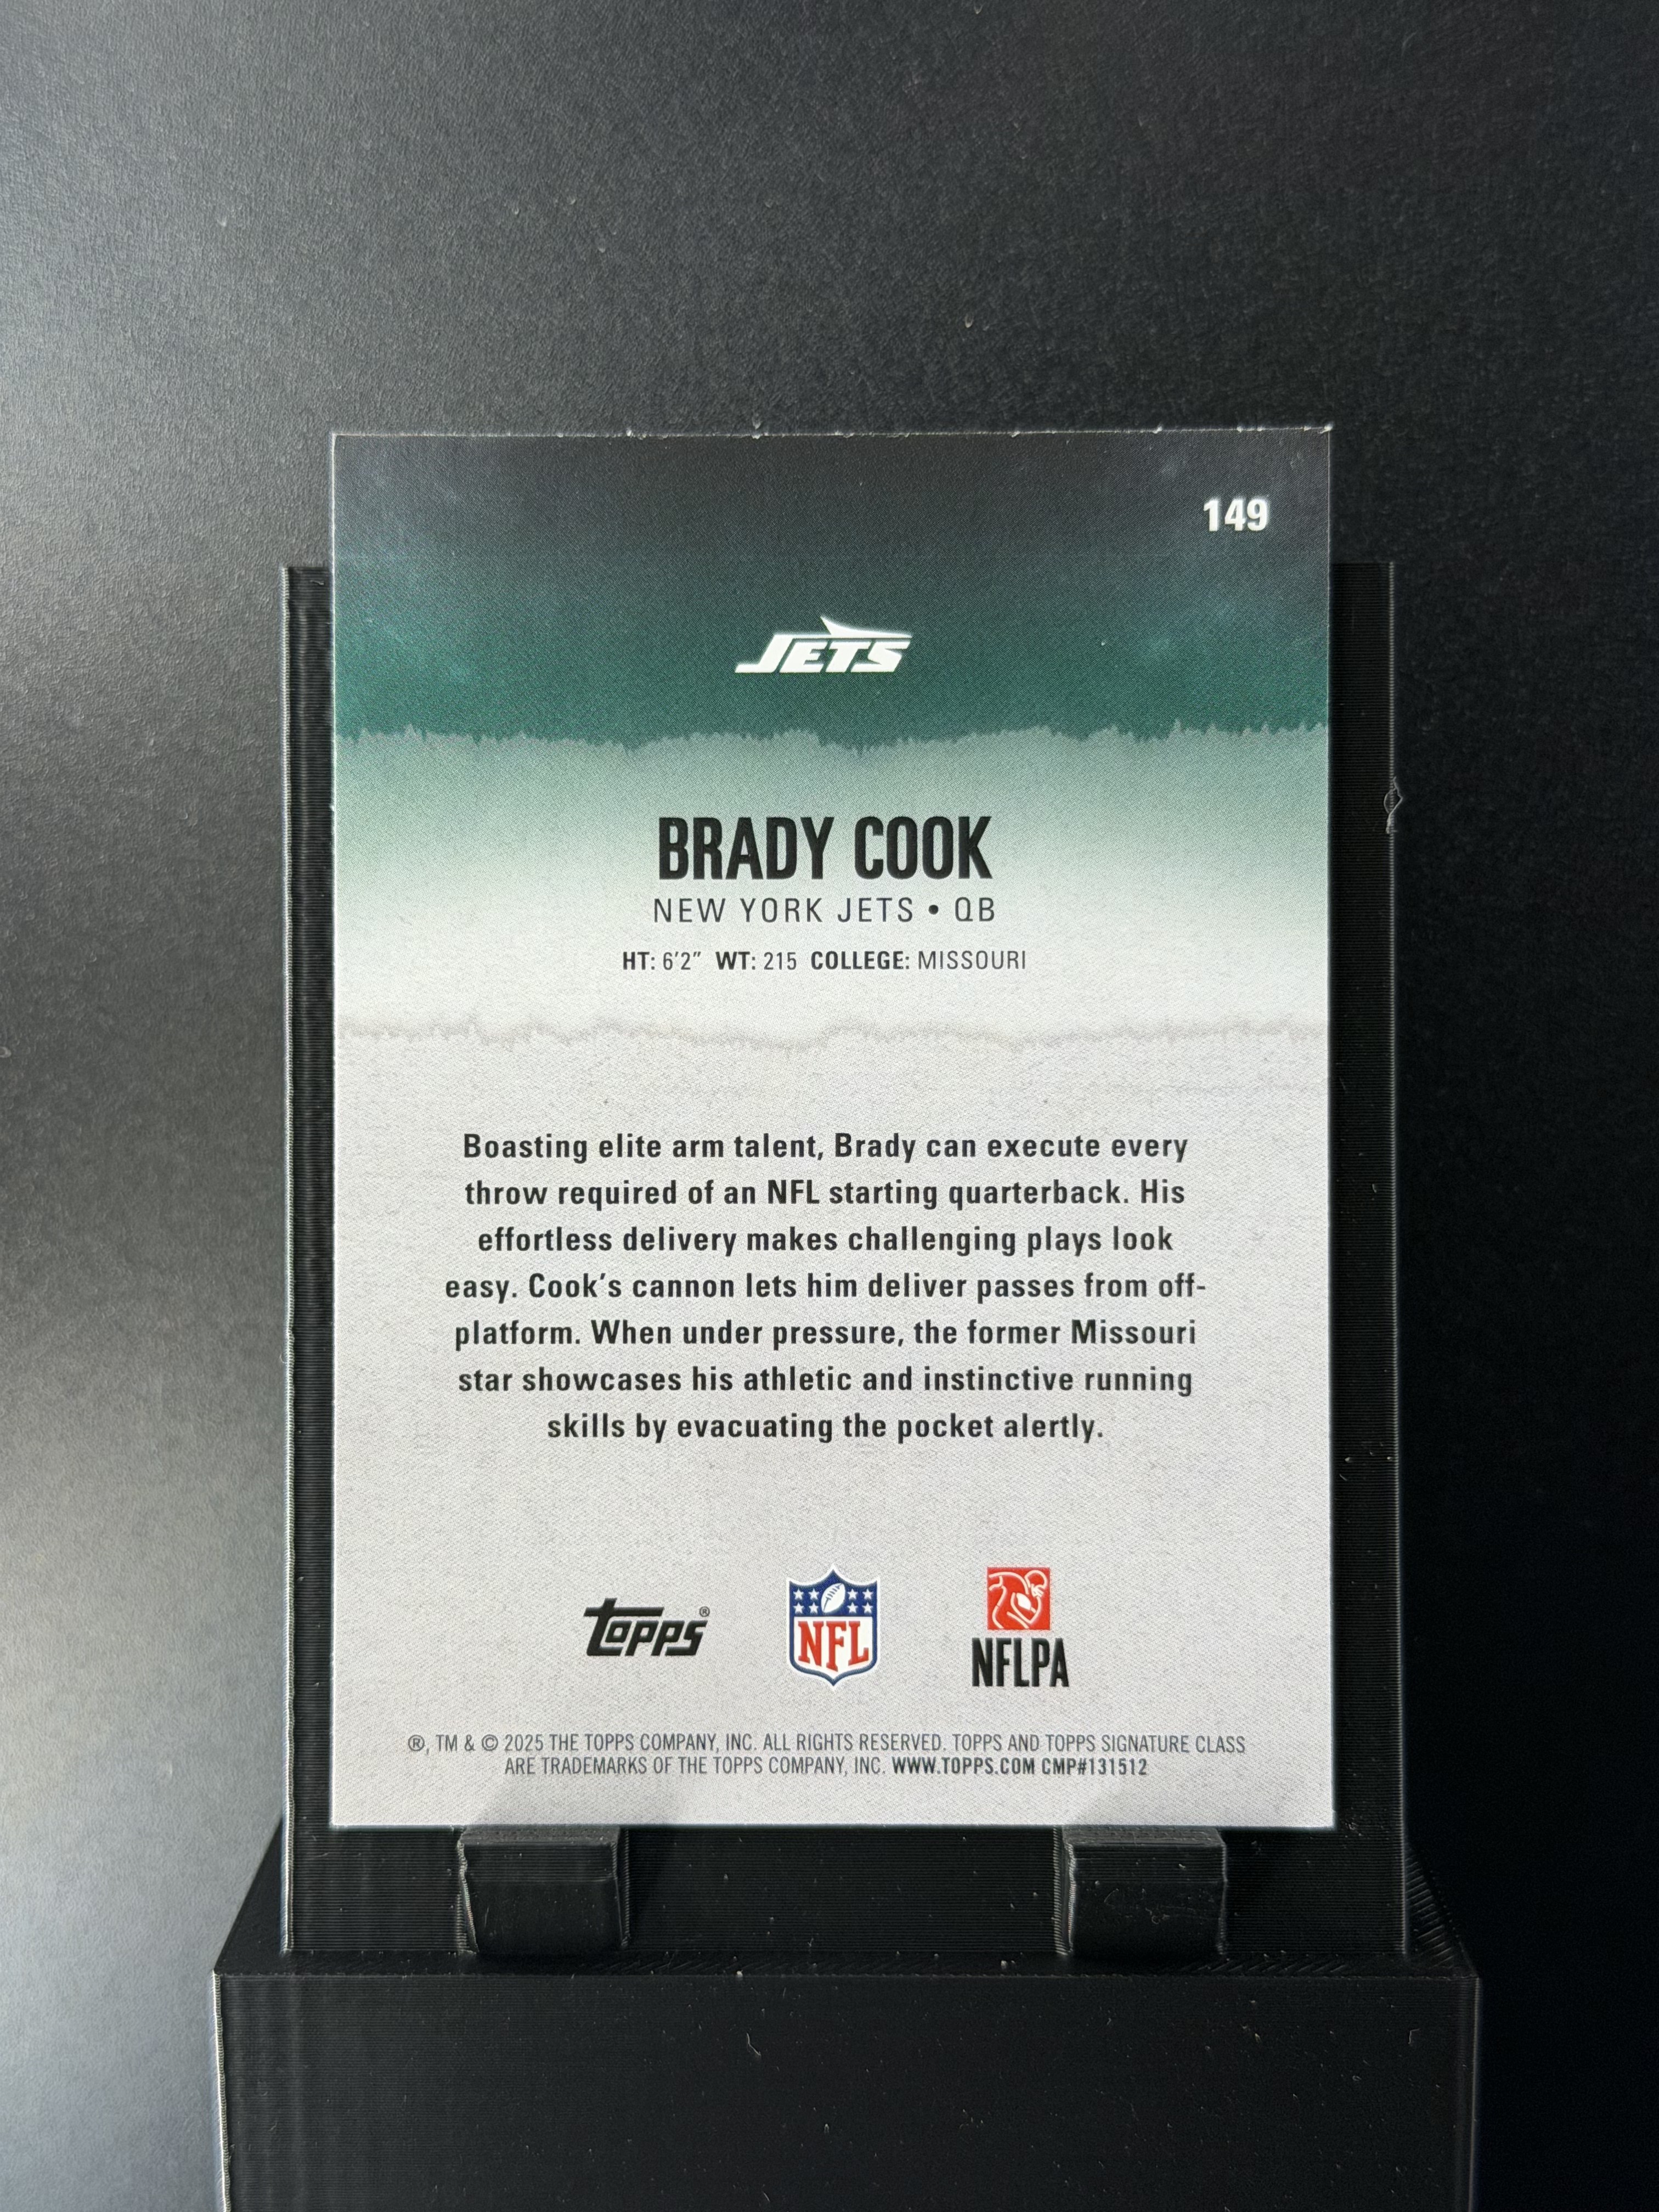 149
JETS
BRADY COOK
NEW YORK JETS • QB
HT: 6'2" WT: 215 COLLEGE: MISSOURI
Boasting elite arm talent, Brady can execute every
throw required of an NFL starting quarterback. His
effortless delivery makes challenging plays look
easy. Cook's cannon lets him deliver passes from off-
platform. When under pressure, the former Missouri
star showcases his athletic and instinctive running
skills by evacuating the pocket alertly.
Topps® NFL NFLPA
®, TM & © 2025 THE TOPPS COMPANY, INC. ALL RIGHTS RESERVED. TOPPS AND TOPPS SIGNATURE CLASS
ARE TRADEMARKS OF THE TOPPS COMPANY, INC. WWW.TOPPS.COM CMP#131512